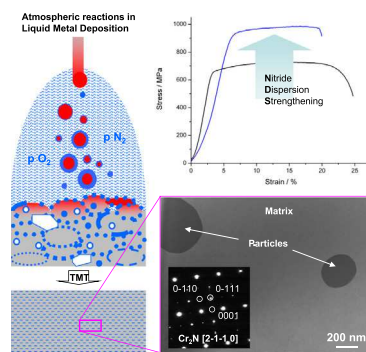 Atmospheric reactions in
Liquid Metal Deposition
p N₂
p O₂
TMT
Stress / MPa
1000
800
600
400
200
0
Nitride
Dispersion
Strengthening
0
5
10
15
20
25
Strain / %
Matrix
Particles
0-110
0-111
0001
Cr₂N [2-1-1 0]
200 nm